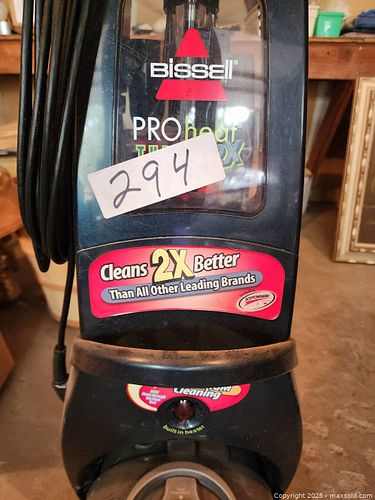 BISSELL®
PROheat
2X
294
Cleans 2X Better
Than All Other Leading Brands
Cleaning
built in heater
Copyright 2025 - maxsold.com